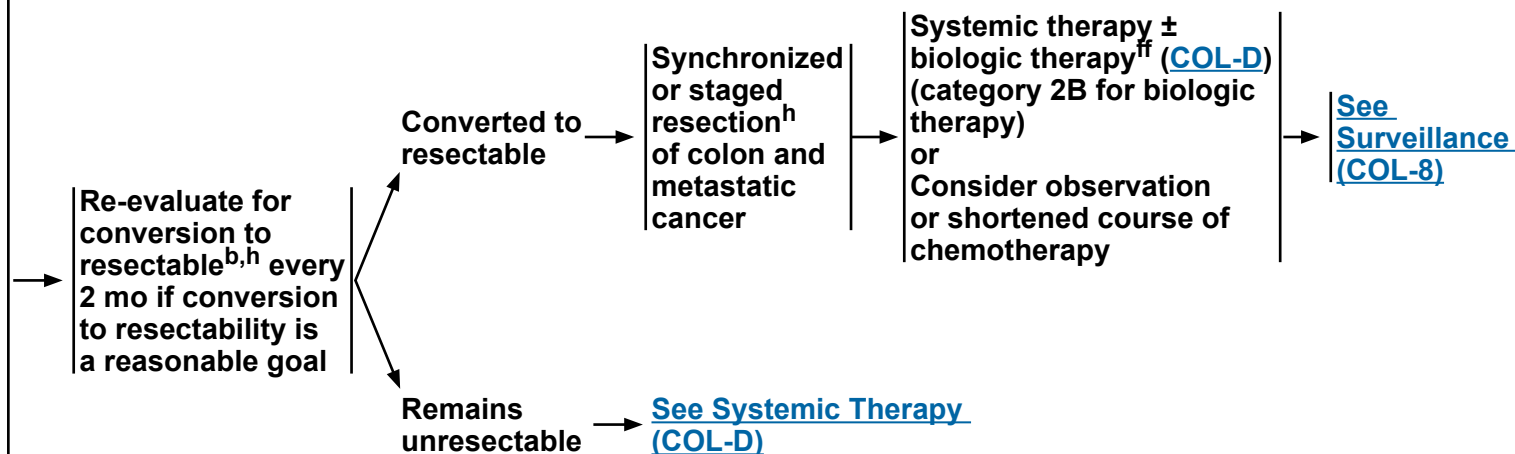 Re-evaluate for
conversion to
resectable^b,h every
2 mo if conversion
to resectability is
a reasonable goal
Converted to
resectable
Synchronized
or staged
resection^h
of colon and
metastatic
cancer
Systemic therapy ±
biologic therapy^ff (COL-D)
(category 2B for biologic
therapy)
or
Consider observation
or shortened course of
chemotherapy
See
Surveillance
(COL-8)
Remains
unresectable
See Systemic Therapy
(COL-D)